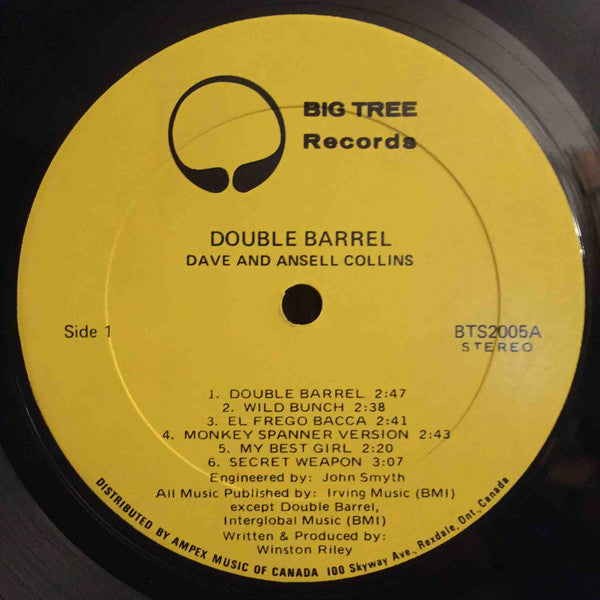 BIG TREE
Records
DOUBLE BARREL
DAVE AND ANSELL COLLINS
Side 1
BTS2005A
STEREO
1. DOUBLE BARREL 2:47
2. WILD BUNCH 2:38
3. EL FREGO BACCA 2:41
4. MONKEY SPANNER VERSION 2:43
5. MY BEST GIRL 2:20
6. SECRET WEAPON 3:07
Engineered by: John Smyth
All Music Published by: Irving Music (BMI)
except Double Barrel,
Interglobal Music (BMI)
Written & Produced by:
Winston Riley
DISTRIBUTED BY AMPEX MUSIC OF CANADA 100 Skyway Ave., Rexdale, Ont., Canada